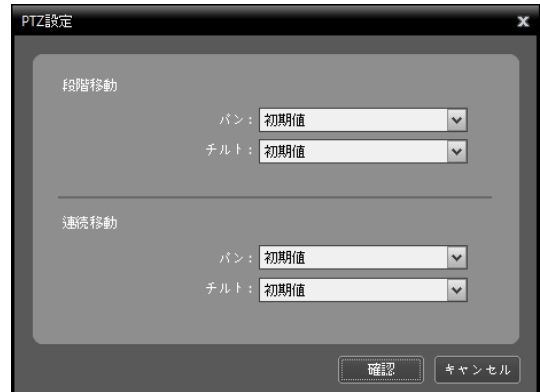 PTZ設定
段階移動
パン： 初期値
チルト： 初期値
連続移動
パン： 初期値
チルト： 初期値
確認 キャンセル